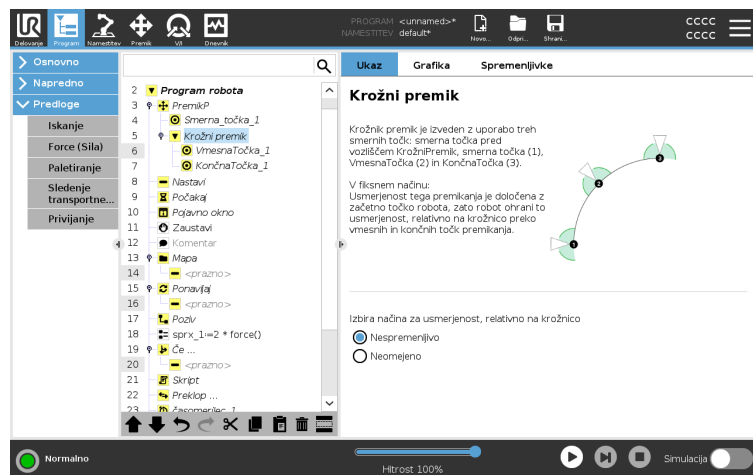 UR
PROGRAM <unnamed>*
NAMESTITEV default*
Delovanje Program Namestitev Premik V/I Dnevnik Novo... Odpri... Shrani...
CCCC
CCCC
Osnovno
Napredno
Predloge
Iskanje
Force (Sila)
Paletiranje
Sledenje
transportne...
Privijanje
2 Program robota
3 PremikP
4 Smerna_točka_1
5 Krožni premik
6 VmesnaTočka_1
7 KončnaTočka_1
8 Nastavi
9 Počakaj
10 Pojavno okno
11 Zaustavi
12 Komentar
13 Mapa
14 <prazno>
15 Ponavljaj
16 <prazno>
17 Poziv
18 sprx_1≔2 * force()
19 Če ...
20 <prazno>
21 Skript
22 Preklop ...
23 časomerilec_1
Ukaz Grafika Spremenljivke
Krožni premik
Krožnik premik je izveden z uporabo treh
smernih točk: smerna točka pred
vozliščem KrožniPremik, smerna točka (1),
VmesnaTočka (2) in KončnaTočka (3).
V fiksnem načinu:
Usmerjenost tega premikanja je določena z
začetno točko robota, zato robot ohrani to
usmerjenost, relativno na krožnico preko
vmesnih in končnih točk premikanja.
1
2
3
Izbira načina za usmerjenost, relativno na krožnico
Nespremenljivo
Neomejeno
Normalno
Hitrost 100%
Simulacija